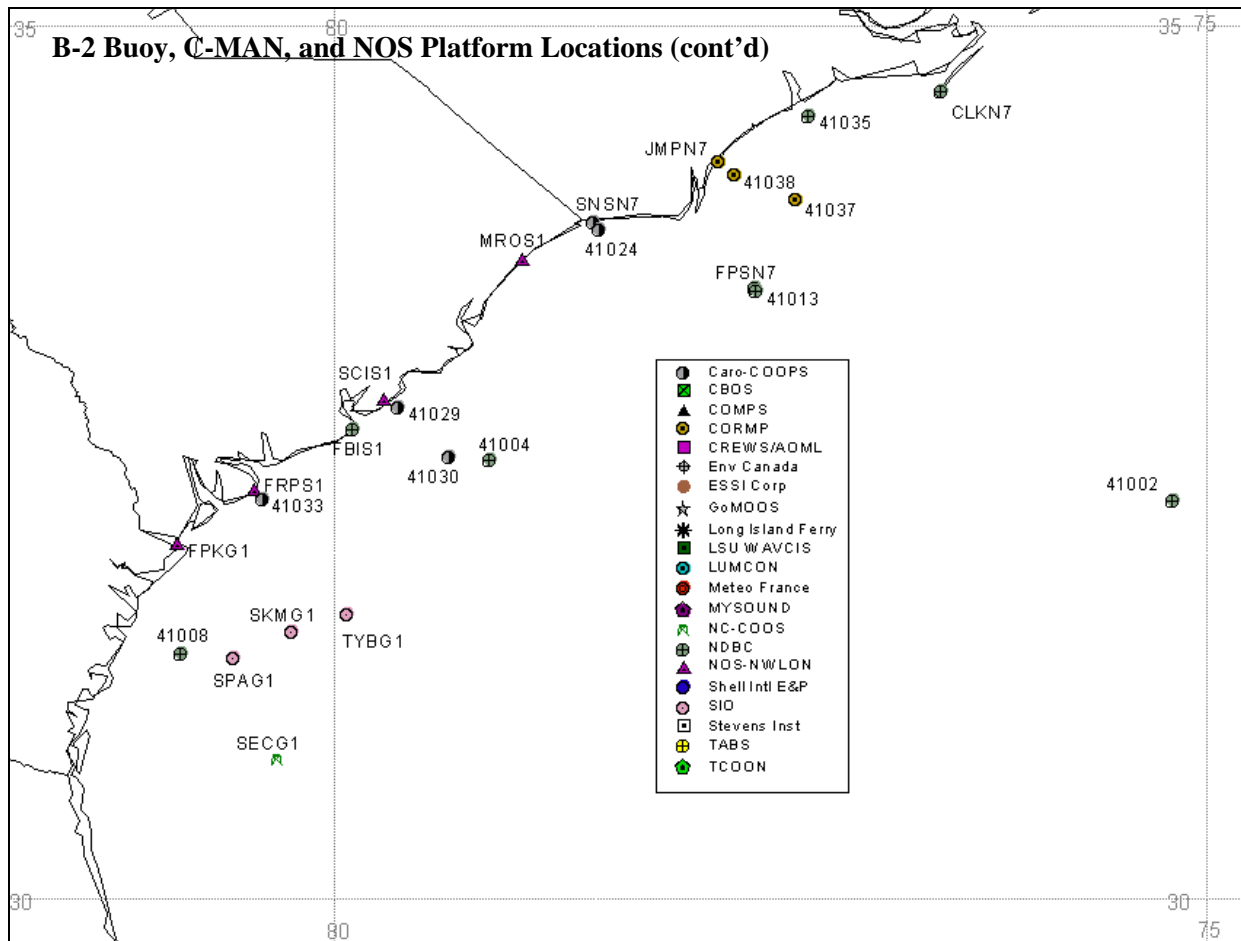 35
80
35
75
B-2 Buoy, C-MAN, and NOS Platform Locations (cont'd)
CLKN7
41035
JMPN7
41038
41037
SNSN7
41024
MROS1
FPSN7
41013
SCIS1
41029
FBIS1
41004
41030
FRPS1
41033
41002
FPKG1
SKMG1
TYBG1
41008
SPAG1
SECG1
Caro-COOPS
CBOS
COMPS
CORMP
CREWS/AOML
Env Canada
ESSI Corp
GoMOOS
Long Island Ferry
LSU WAVCIS
LUMCON
Meteo France
MYSOUND
NC-COOS
NDBC
NOS-NWLON
Shell Intl E&P
SIO
Stevens Inst
TABS
TCOON
30
30
80
75